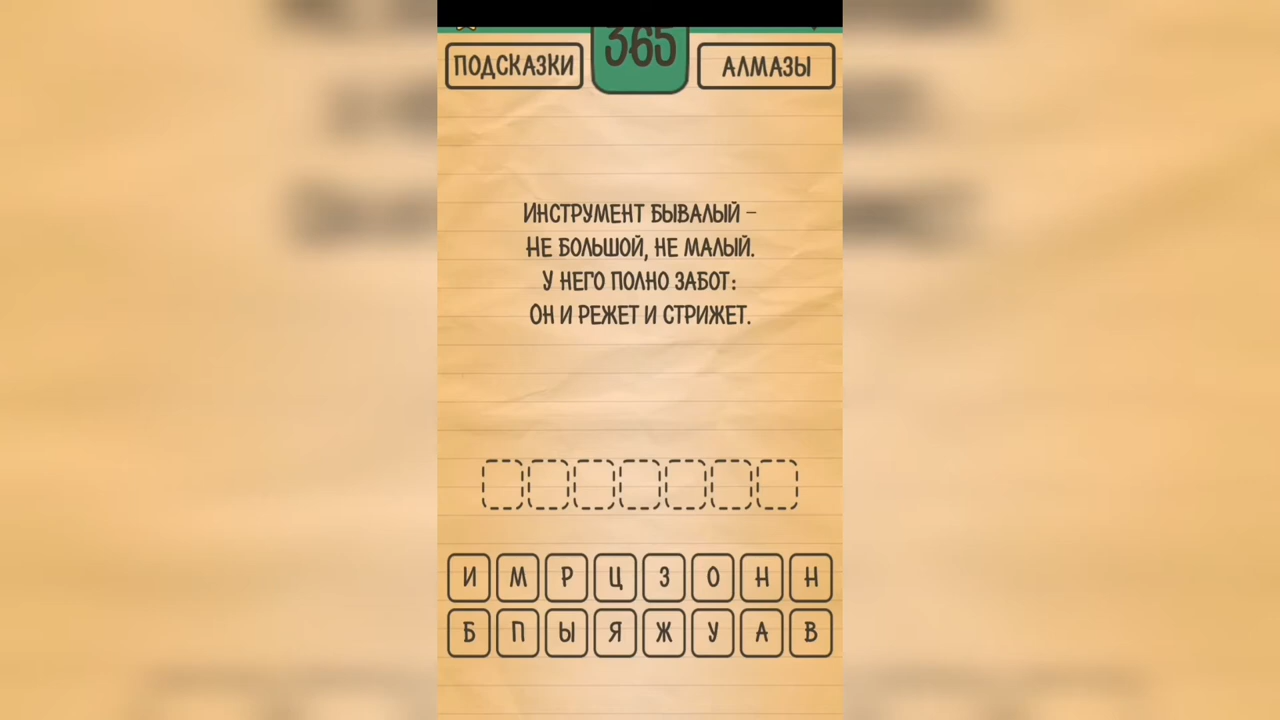 ПОДСКАЗКИ 365 АЛМАЗЫ
ИНСТРУМЕНТ БЫВАЛЫЙ –
НЕ БОЛЬШОЙ, НЕ МАЛЫЙ.
У НЕГО ПОЛНО ЗАБОТ:
ОН И РЕЖЕТ И СТРИЖЕТ.
И М Р Ц З О Н Н
Б П Ы Я Ж У А В